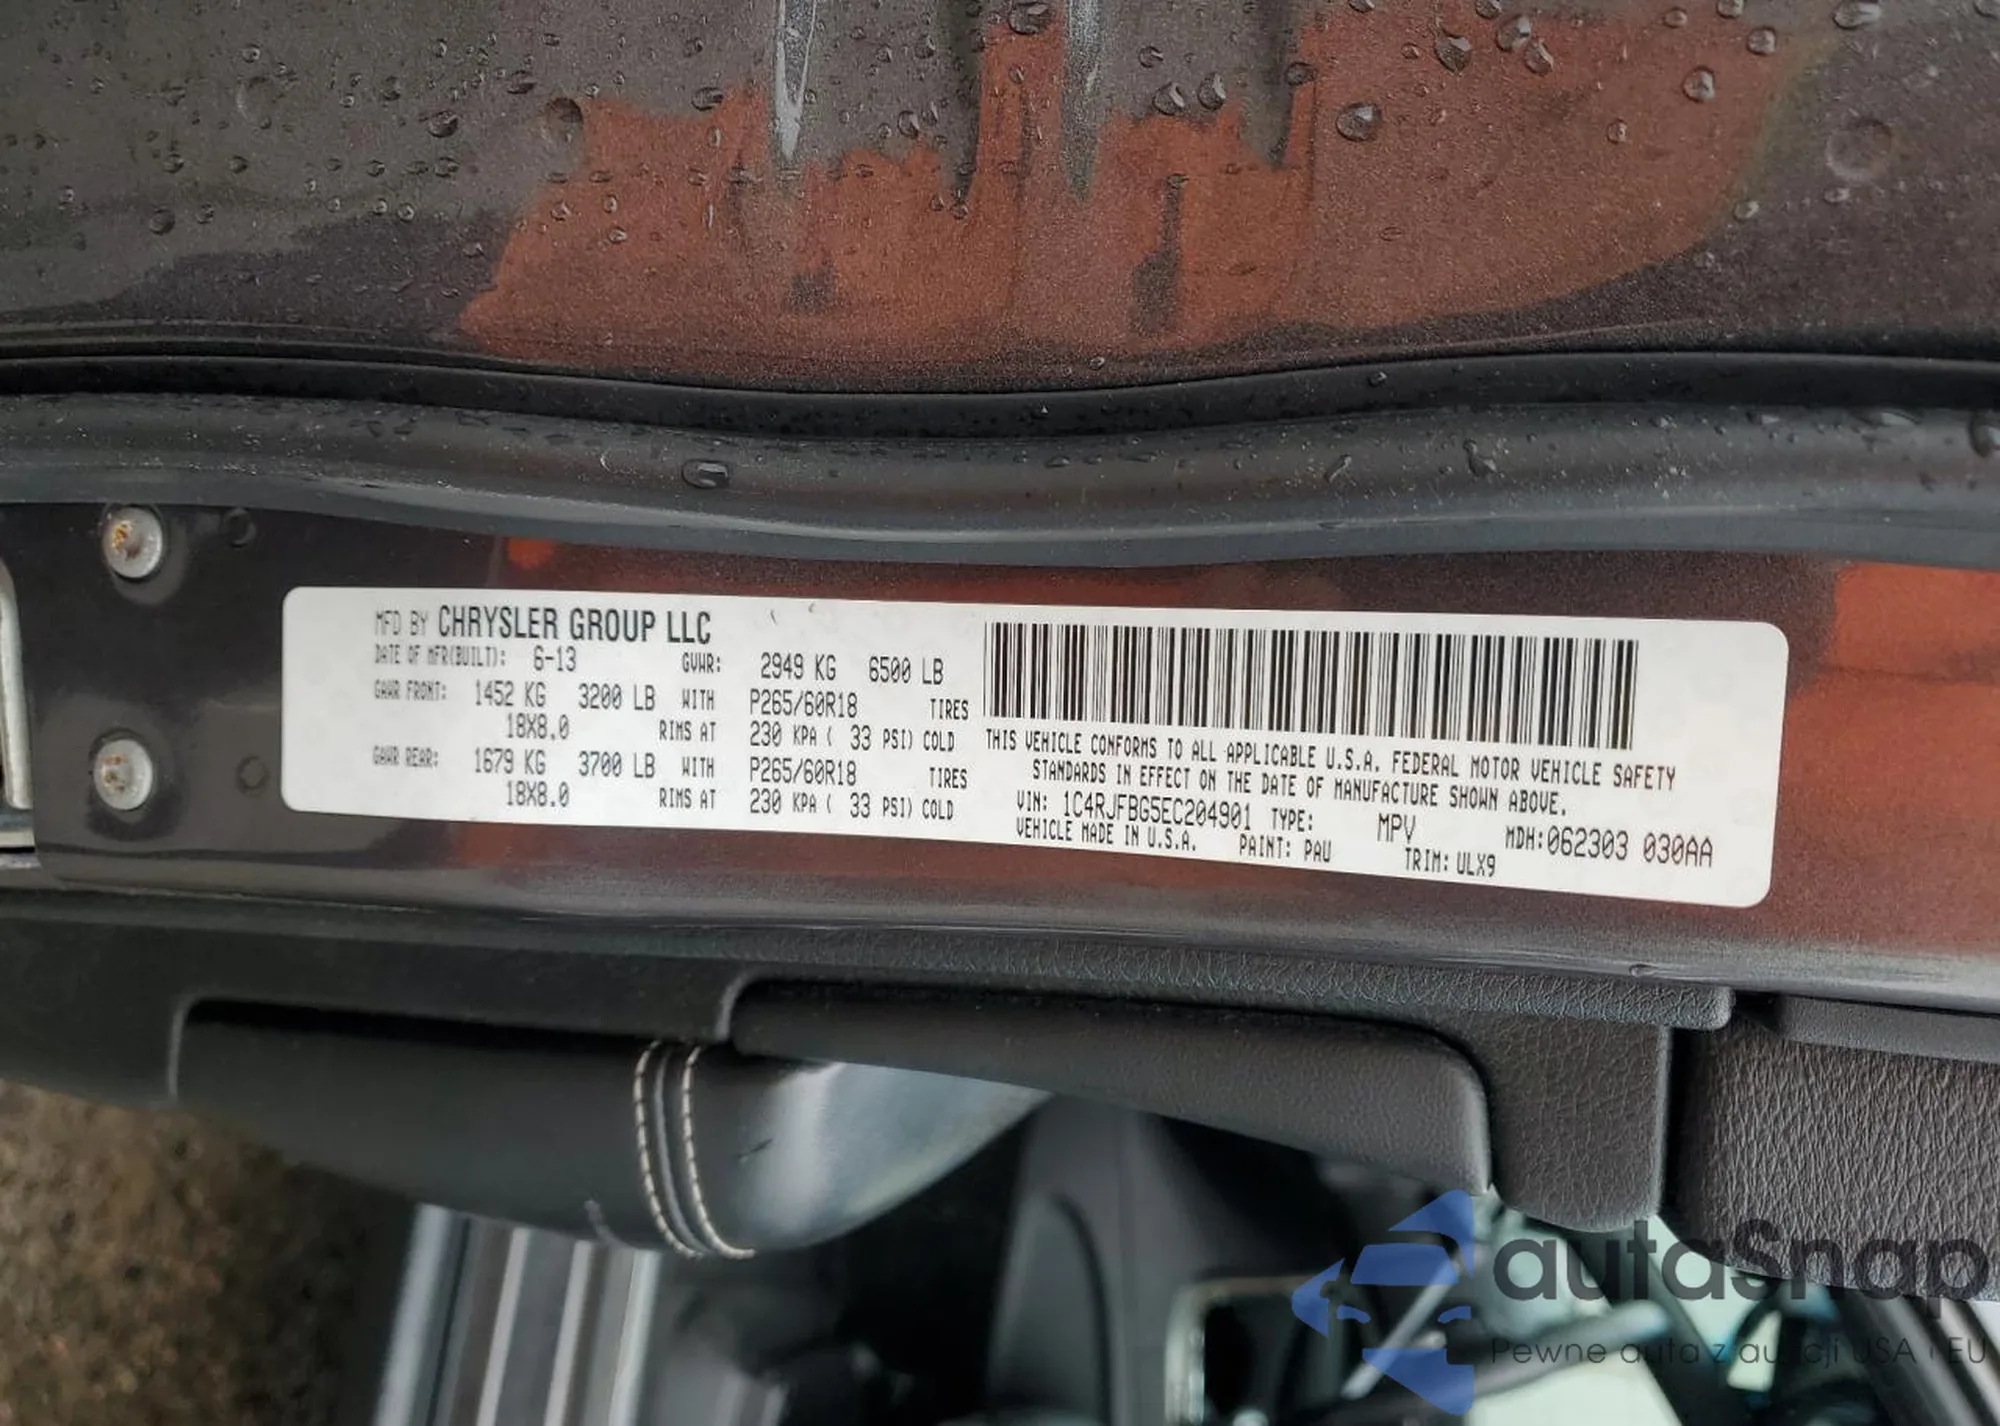 MFD BY CHRYSLER GROUP LLC
DATE OF MFR(BUILT): 6-13 GVWR: 2949 KG 6500 LB
GAWR FRONT: 1452 KG 3200 LB WITH P265/60R18 TIRES
18X8.0 RIMS AT 230 KPA ( 33 PSI) COLD
GAWR REAR: 1679 KG 3700 LB WITH P265/60R18 TIRES
18X8.0 RIMS AT 230 KPA ( 33 PSI) COLD
THIS VEHICLE CONFORMS TO ALL APPLICABLE U.S.A. FEDERAL MOTOR VEHICLE SAFETY
STANDARDS IN EFFECT ON THE DATE OF MANUFACTURE SHOWN ABOVE.
VIN: 1C4RJFBG5EC204901 TYPE: MPV MDH:062303 030AA
VEHICLE MADE IN U.S.A. PAINT: PAU TRIM: ULX9
autaSnap
Pewne auta z aukcji USA i EU